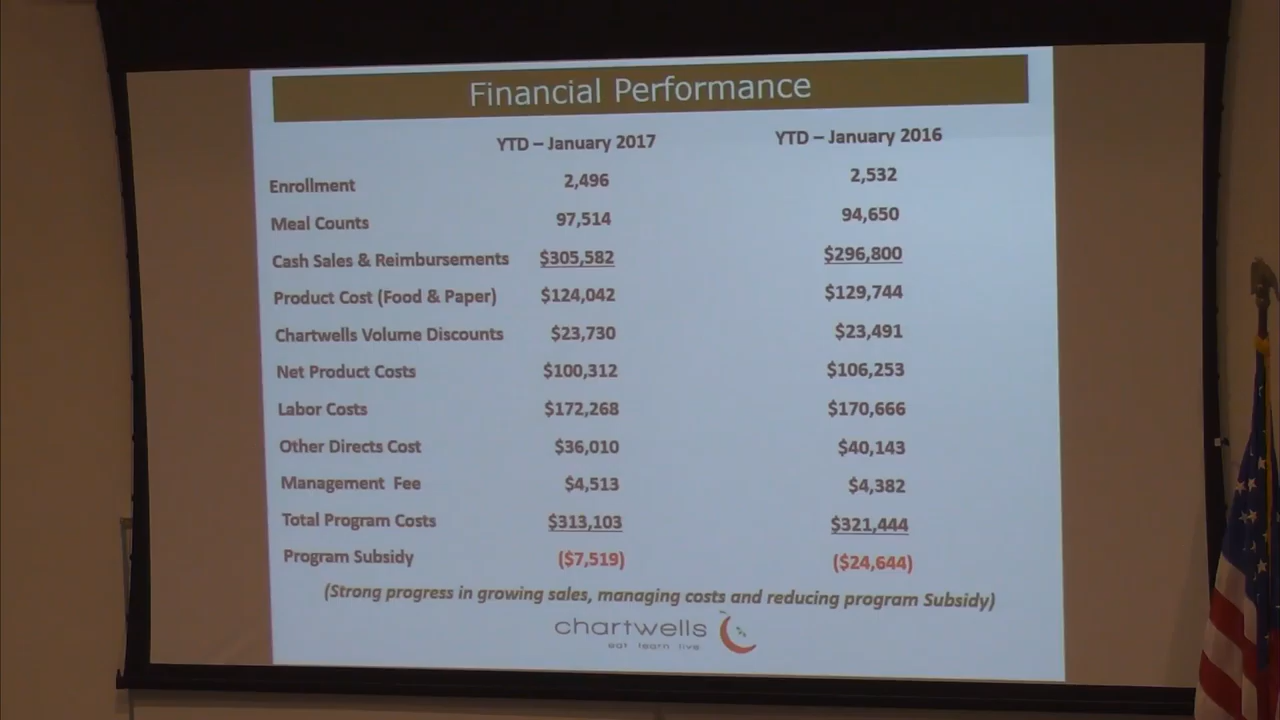 Financial Performance
YTD – January 2017 YTD – January 2016
Enrollment 2,496 2,532
Meal Counts 97,514 94,650
Cash Sales & Reimbursements $305,582 $296,800
Product Cost (Food & Paper) $124,042 $129,744
Chartwells Volume Discounts $23,730 $23,491
Net Product Costs $100,312 $106,253
Labor Costs $172,268 $170,666
Other Directs Cost $36,010 $40,143
Management Fee $4,513 $4,382
Total Program Costs $313,103 $321,444
Program Subsidy ($7,519) ($24,644)
(Strong progress in growing sales, managing costs and reducing program Subsidy)
chartwells
eat learn live